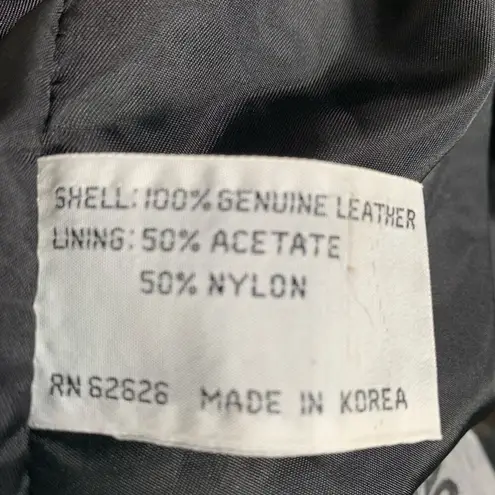 SHELL: 100% GENUINE LEATHER
LINING: 50% ACETATE
50% NYLON
RN 62626 MADE IN KOREA